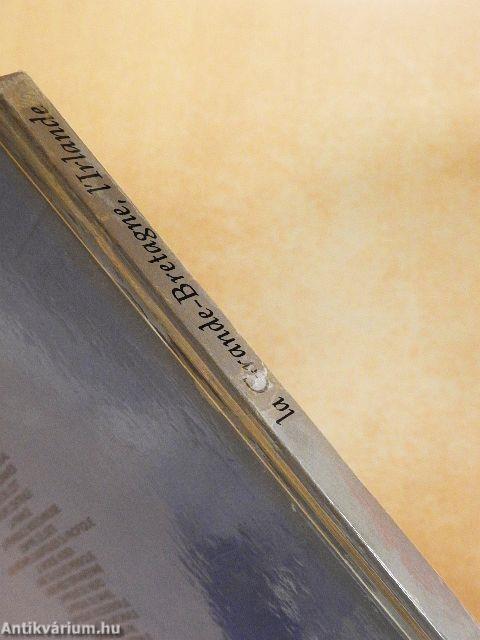 la Grande-Bretagne, l'Irlande
Antikvárium.hu